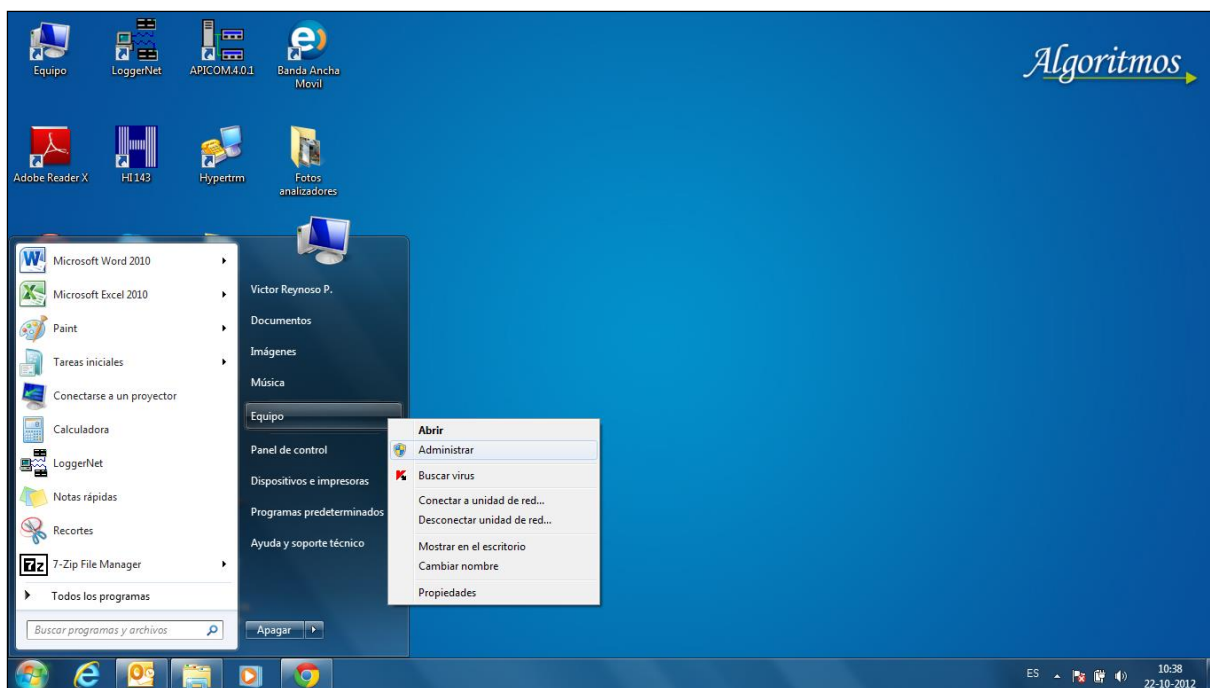 Equipo
LoggerNet
APICOM4.0.1
Banda Ancha
Movil
Algoritmos
Adobe Reader X
HI143
Hypertrm
Fotos
analizadores
Microsoft Word 2010
Microsoft Excel 2010
Paint
Tareas iniciales
Conectarse a un proyector
Calculadora
LoggerNet
Notas rápidas
Recortes
7-Zip File Manager
Todos los programas
Buscar programas y archivos
Victor Reynoso P.
Documentos
Imágenes
Música
Equipo
Panel de control
Dispositivos e impresoras
Programas predeterminados
Ayuda y soporte técnico
Apagar
Abrir
Administrar
Buscar virus
Conectar a unidad de red...
Desconectar unidad de red...
Mostrar en el escritorio
Cambiar nombre
Propiedades
ES
10:38
22-10-2012